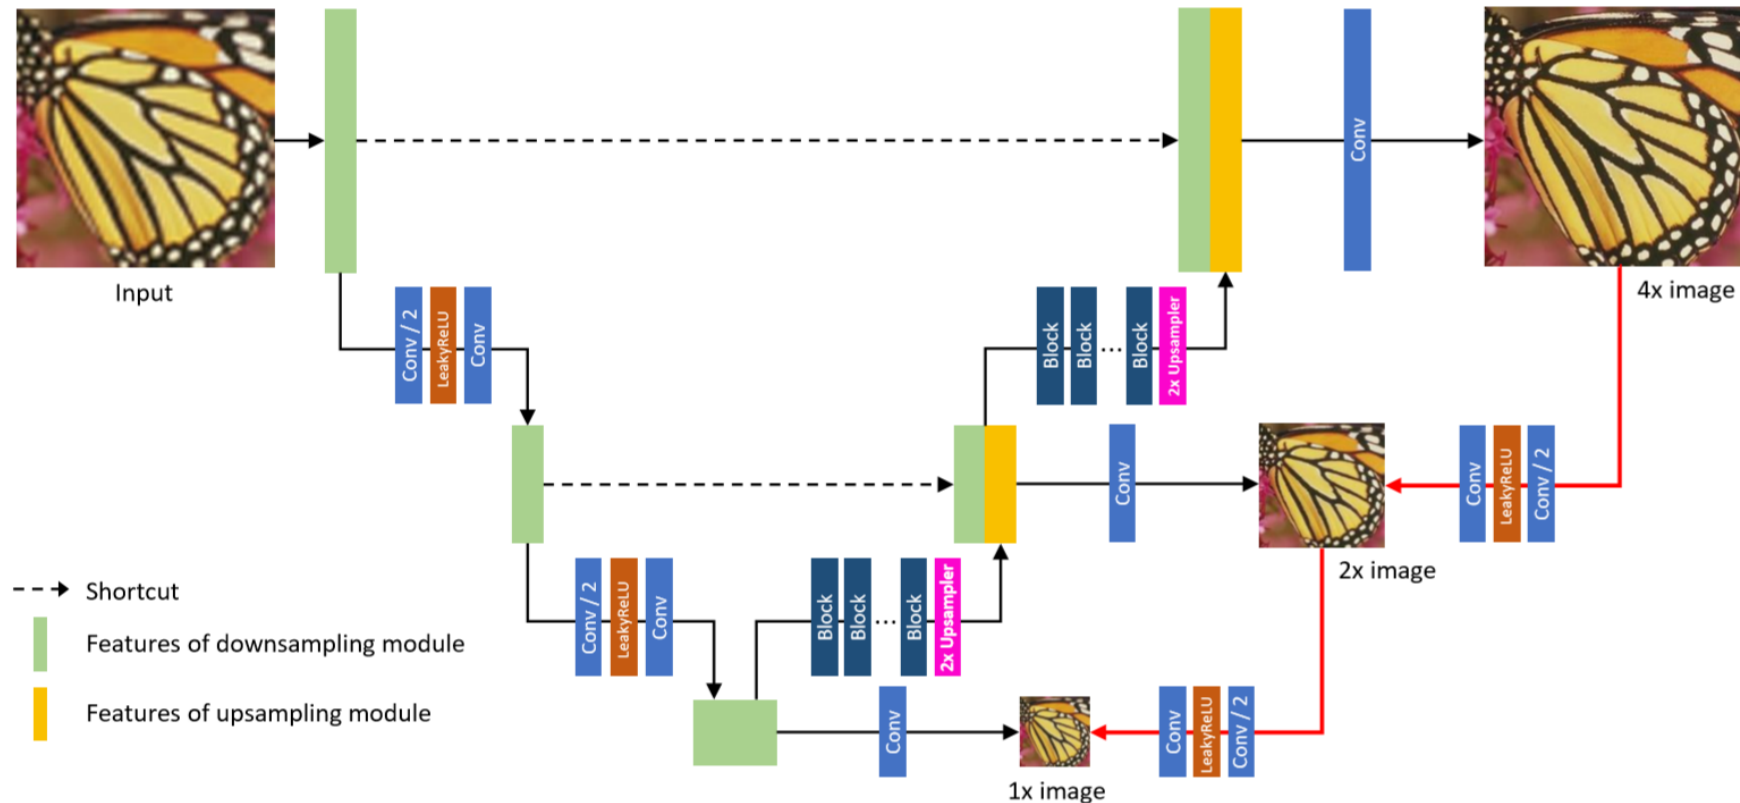 Input
Conv
4x image
Conv / 2
LeakyReLU
Conv
Block
Block
...
Block
2x Upsampler
Conv
Conv
LeakyReLU
Conv / 2
2x image
Shortcut
Features of downsampling module
Features of upsampling module
Conv / 2
LeakyReLU
Conv
Block
Block
...
Block
2x Upsampler
Conv
Conv
LeakyReLU
Conv / 2
1x image